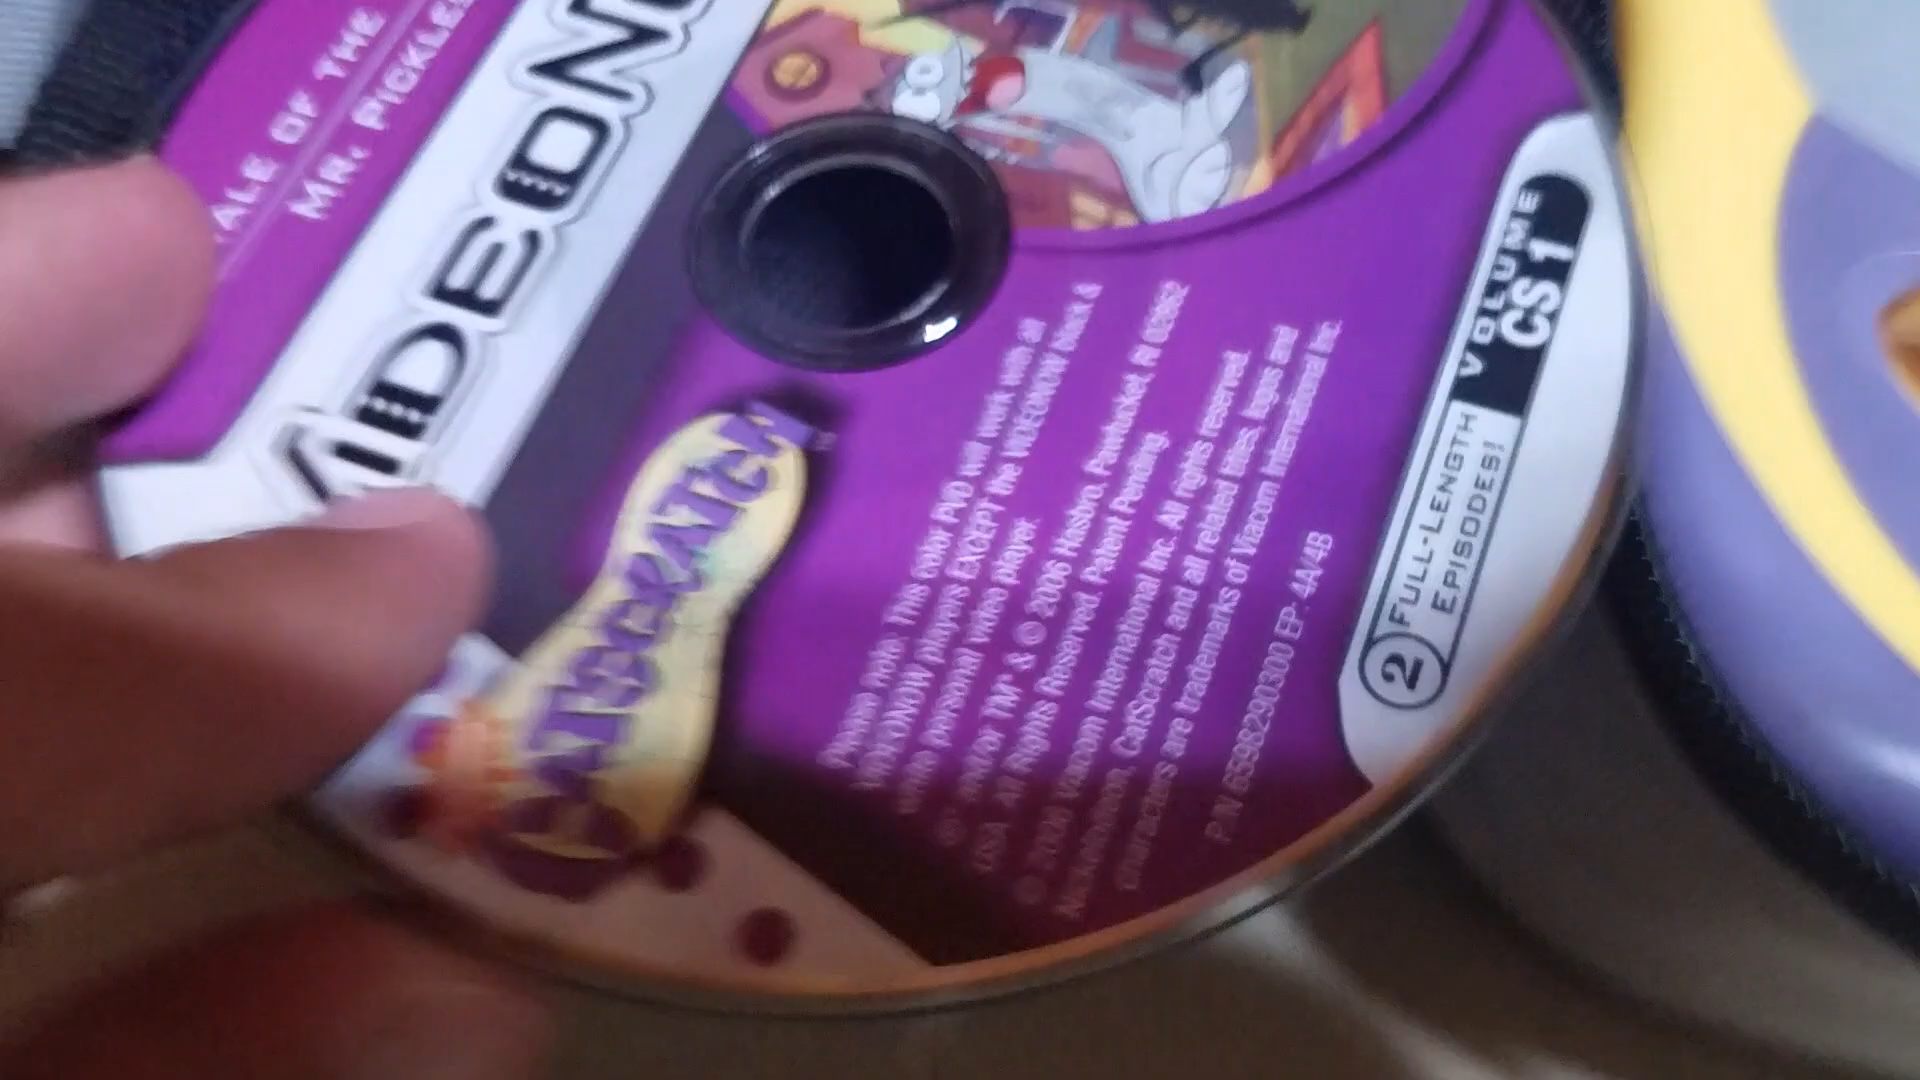 TALE OF THE
MR. PICKLES
VIDEONO
CATSCRATCH
Please note: This color PVD will work with all
VIDEONOW players EXCEPT the VIDEONOW black &
white personal video player.
and/or TM* & © 2006 Hasbro, Pawtucket, RI 02862
USA. All Rights Reserved. Patent Pending.
© 2006 Viacom International Inc. All rights reserved.
Nickelodeon, CatScratch and all related titles, logos and
characters are trademarks of Viacom International Inc.
EP: 4A/4B
VOLUME
CS 1
2 FULL-LENGTH
EPISODES!